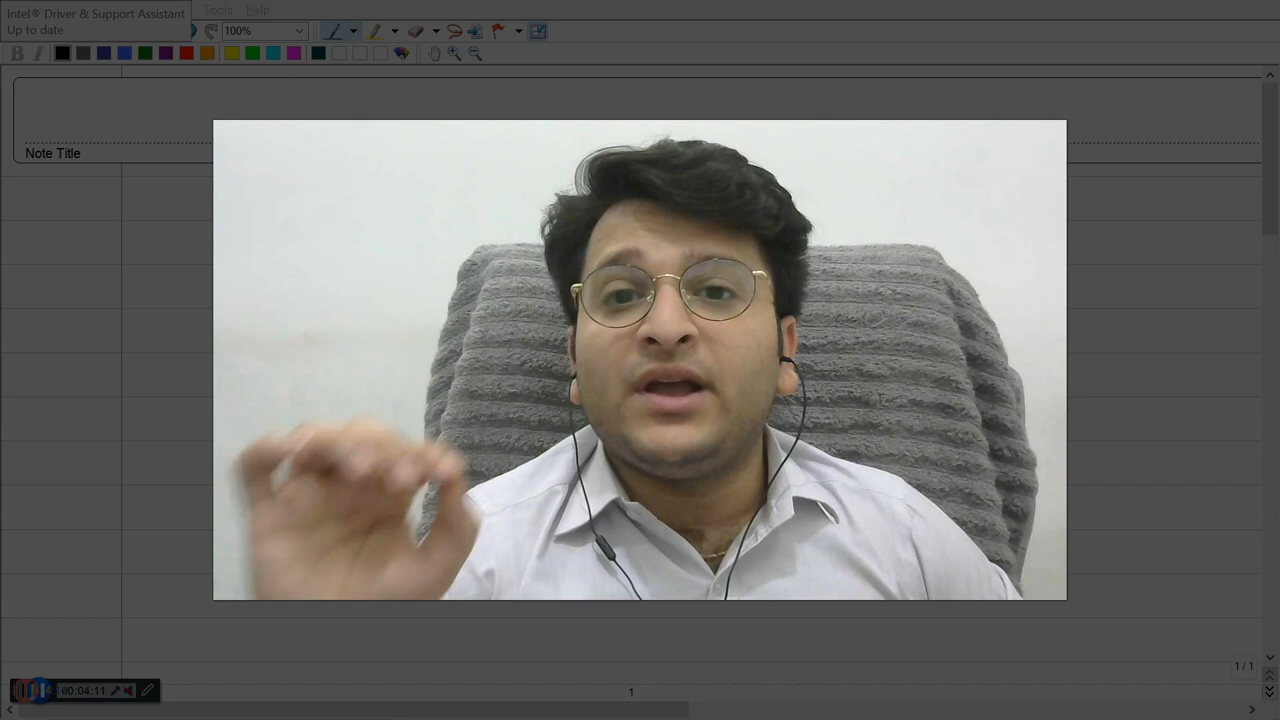 Intel® Driver & Support Assistant
Up to date
Tools Help
100%
B I
Note Title
1 / 1
00:04:11
1